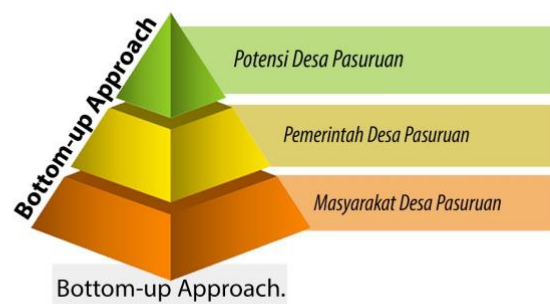 Bottom-up Approach
Potensi Desa Pasuruan
Pemerintah Desa Pasuruan
Masyarakat Desa Pasuruan
Bottom-up Approach.